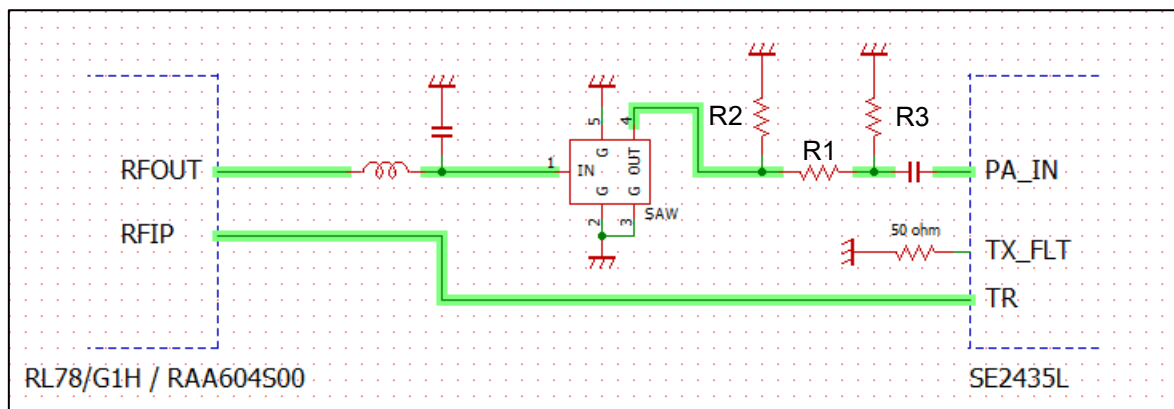 R2
R3
5
4
R1
RFOUT
1
IN
G
G
OUT
G
G
PA_IN
SAW
2
3
RFIP
50 ohm
TX_FLT
TR
RL78/G1H / RAA604S00
SE2435L